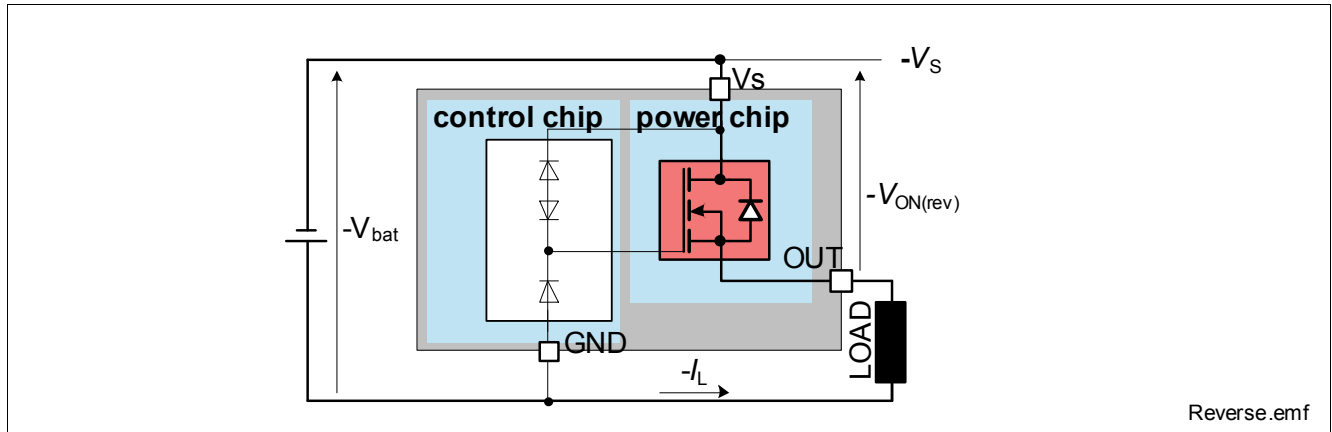 -VS
Vs
control chip
power chip
-Vbat
-VON(rev)
OUT
LOAD
GND
-IL
Reverse.emf